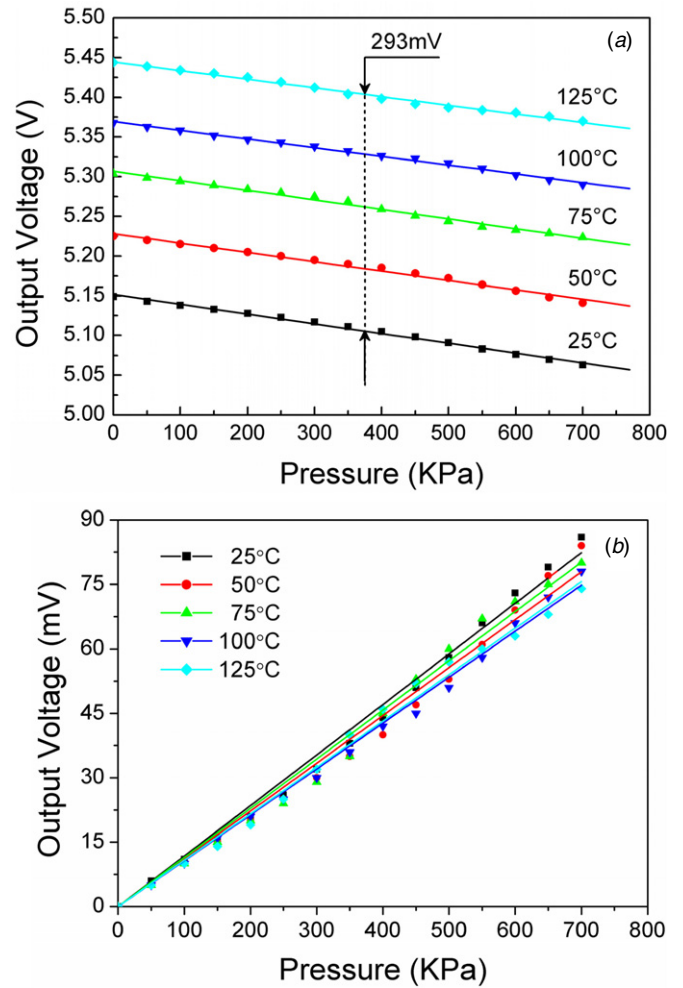 (a)
293mV
5.50
5.45
5.40
5.35
5.30
5.25
5.20
5.15
5.10
5.05
5.00
Output Voltage (V)
125°C
100°C
75°C
50°C
25°C
0 100 200 300 400 500 600 700 800
Pressure (KPa)
(b)
90
75
60
45
30
15
0
Output Voltage (mV)
25°C
50°C
75°C
100°C
125°C
0 100 200 300 400 500 600 700 800
Pressure (KPa)